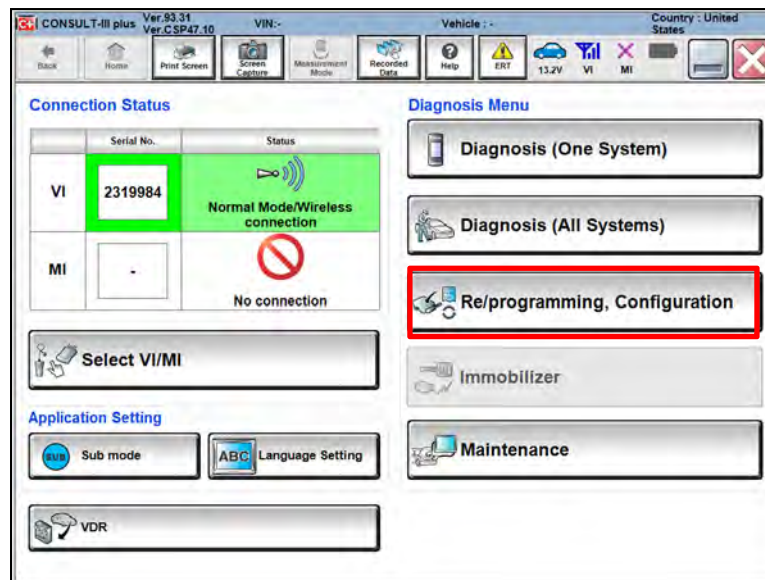 C+ CONSULT-III plus Ver.93.31 VIN:- Vehicle : - Country : United
Ver.CSP47.10 States
Back Home Print Screen Screen Capture Measurement Mode Recorded Data Help ERT 13.2V VI MI
Connection Status
Serial No. Status
VI 2319984 Normal Mode/Wireless
connection
MI - No connection
Select VI/MI
Application Setting
SUB Sub mode ABC Language Setting
VDR
Diagnosis Menu
Diagnosis (One System)
Diagnosis (All Systems)
Re/programming, Configuration
Immobilizer
Maintenance